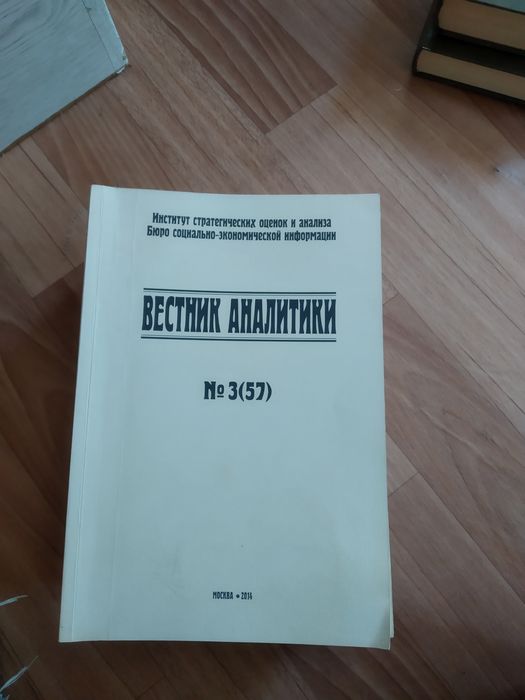 Институт стратегических оценок и анализа
Бюро социально-экономической информации
ВЕСТНИК АНАЛИТИКИ
№ 3(57)
МОСКВА • 2014